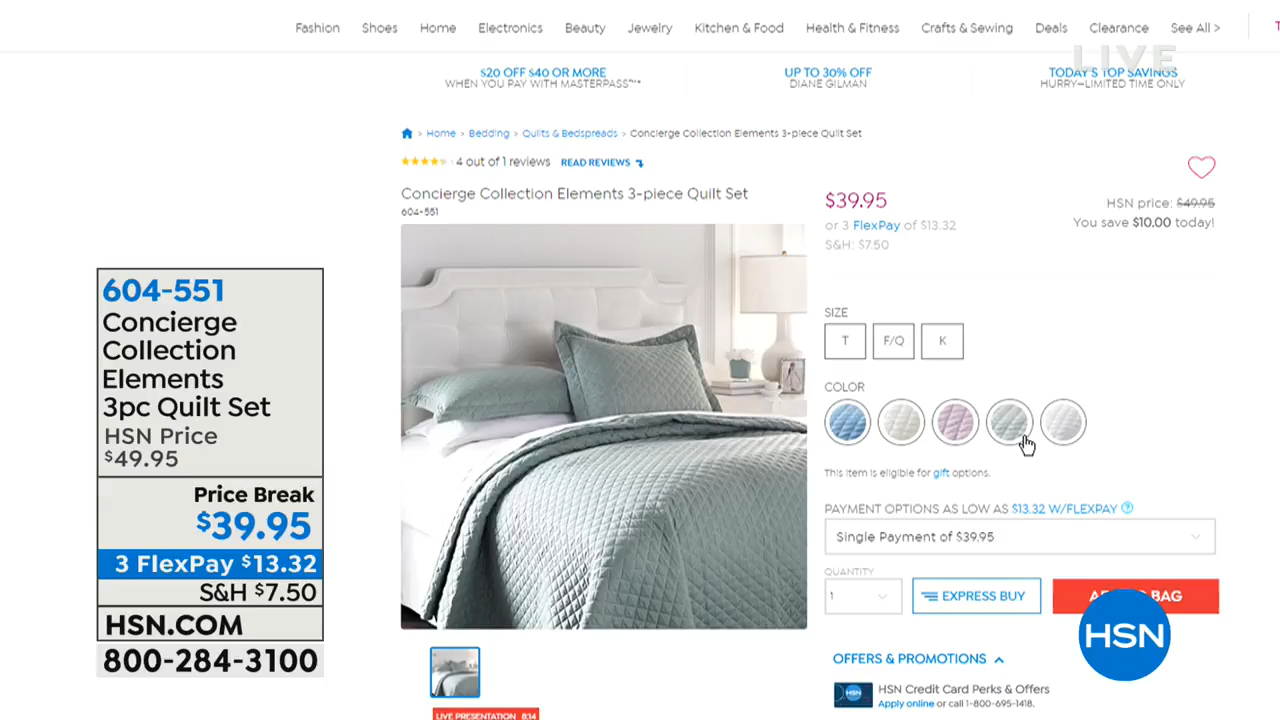 Fashion Shoes Home Electronics Beauty Jewelry Kitchen & Food Health & Fitness Crafts & Sewing Deals Clearance See All >
LIVE
$20 OFF $40 OR MORE
WHEN YOU PAY WITH MASTERPASS™*
UP TO 30% OFF
DIANE GILMAN
TODAY'S TOP SAVINGS
HURRY—LIMITED TIME ONLY
> Home > Bedding > Quilts & Bedspreads > Concierge Collection Elements 3-piece Quilt Set
4 out of 1 reviews READ REVIEWS
Concierge Collection Elements 3-piece Quilt Set
604-551
$39.95
or 3 FlexPay of $13.32
S&H: $7.50
HSN price: $49.95
You save $10.00 today!
SIZE
T F/Q K
COLOR
This item is eligible for gift options.
PAYMENT OPTIONS AS LOW AS $13.32 W/FLEXPAY ?
Single Payment of $39.95
QUANTITY
1
EXPRESS BUY
BAG
HSN
OFFERS & PROMOTIONS
HSN
HSN Credit Card Perks & Offers
Apply online or call 1-800-695-1418.
LIVE PRESENTATION 8:14
604-551
Concierge
Collection
Elements
3pc Quilt Set
HSN Price
$49.95
Price Break
$39.95
3 FlexPay $13.32
S&H $7.50
HSN.COM
800-284-3100